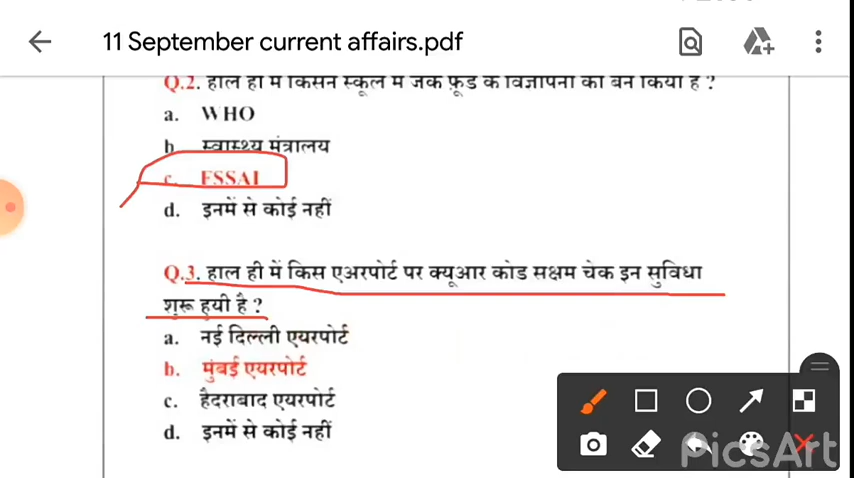 11 September current affairs.pdf
Q.2. हाल ही में किसने स्कूल में जंक फ़ूड के विज्ञापनों को बैन किया है ?
a. WHO
b. स्वास्थ्य मंत्रालय
c. FSSAI
d. इनमें से कोई नहीं
Q.3. हाल ही में किस एअरपोर्ट पर क्यूआर कोड सक्षम चेक इन सुविधा
शुरू हुयी है ?
a. नई दिल्ली एयरपोर्ट
b. मुंबई एयरपोर्ट
c. हैदराबाद एयरपोर्ट
d. इनमें से कोई नहीं
PicsArt